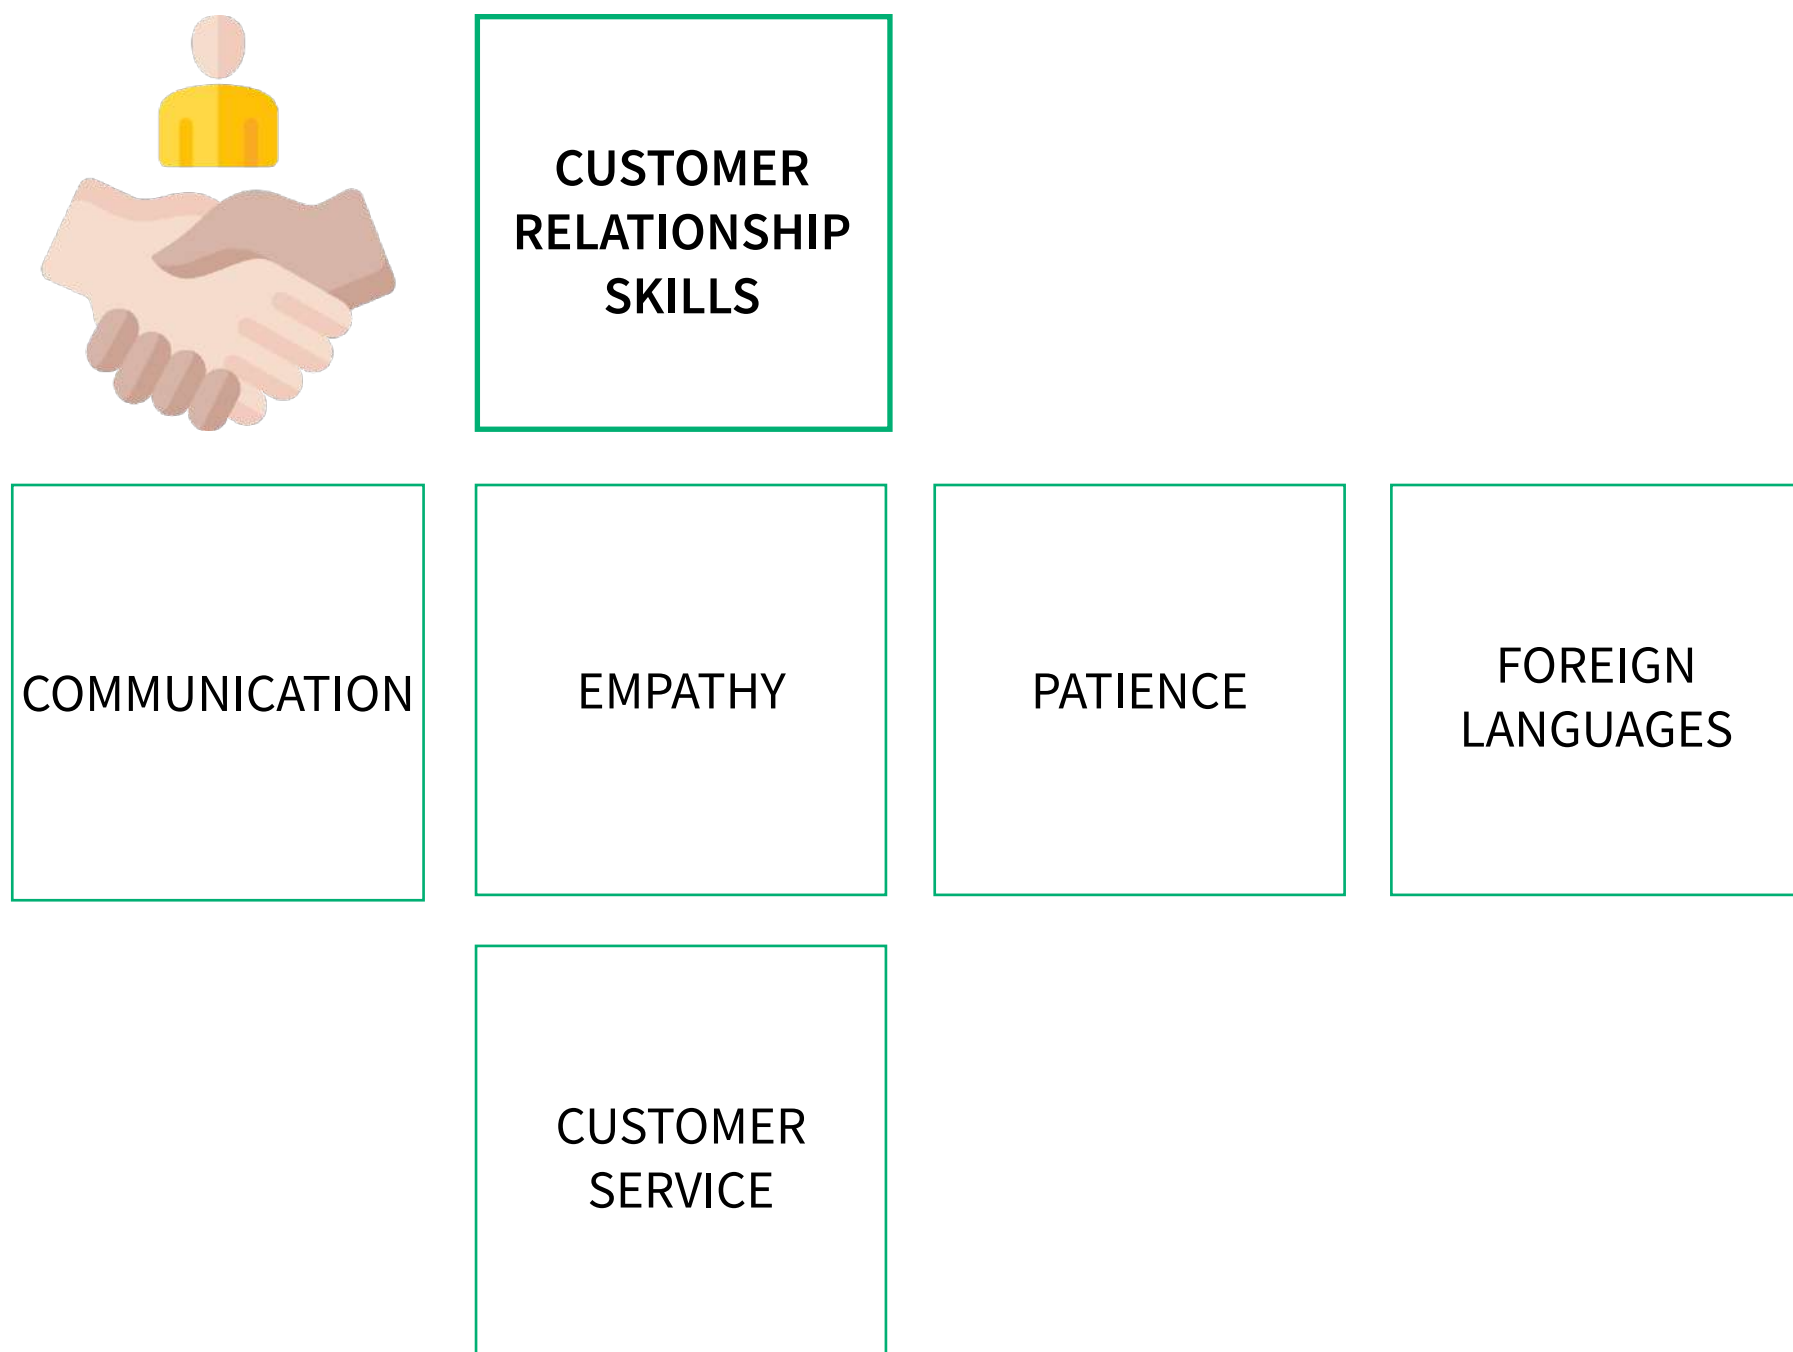 CUSTOMER
RELATIONSHIP
SKILLS
COMMUNICATION
EMPATHY
PATIENCE
FOREIGN
LANGUAGES
CUSTOMER
SERVICE